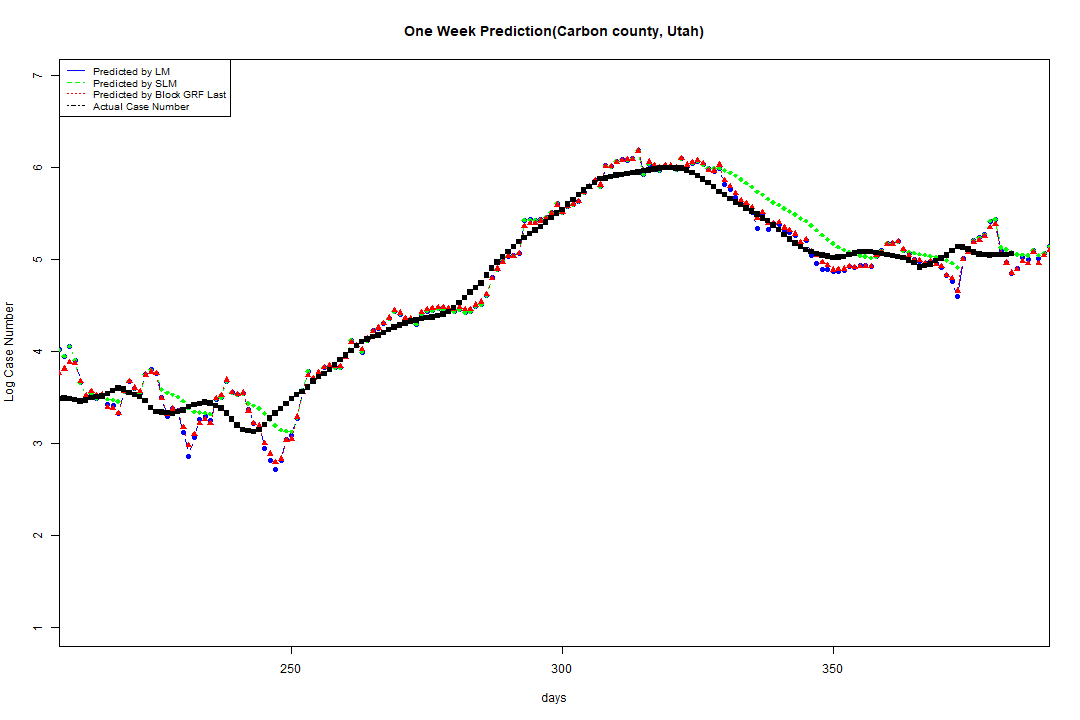 One Week Prediction(Carbon county, Utah)
Predicted by LM
Predicted by SLM
Predicted by Block GRF Last
Actual Case Number
7
6
5
4
3
2
1
Log Case Number
250 300 350
days